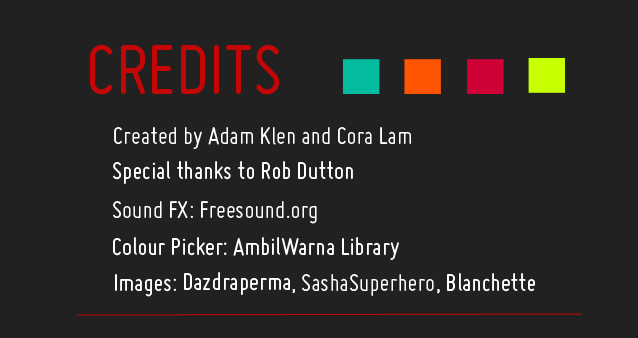 CREDITS
Created by Adam Klen and Cora Lam
Special thanks to Rob Dutton
Sound FX: Freesound.org
Colour Picker: AmbilWarna Library
Images: Dazdraperma, SashaSuperhero, Blanchette